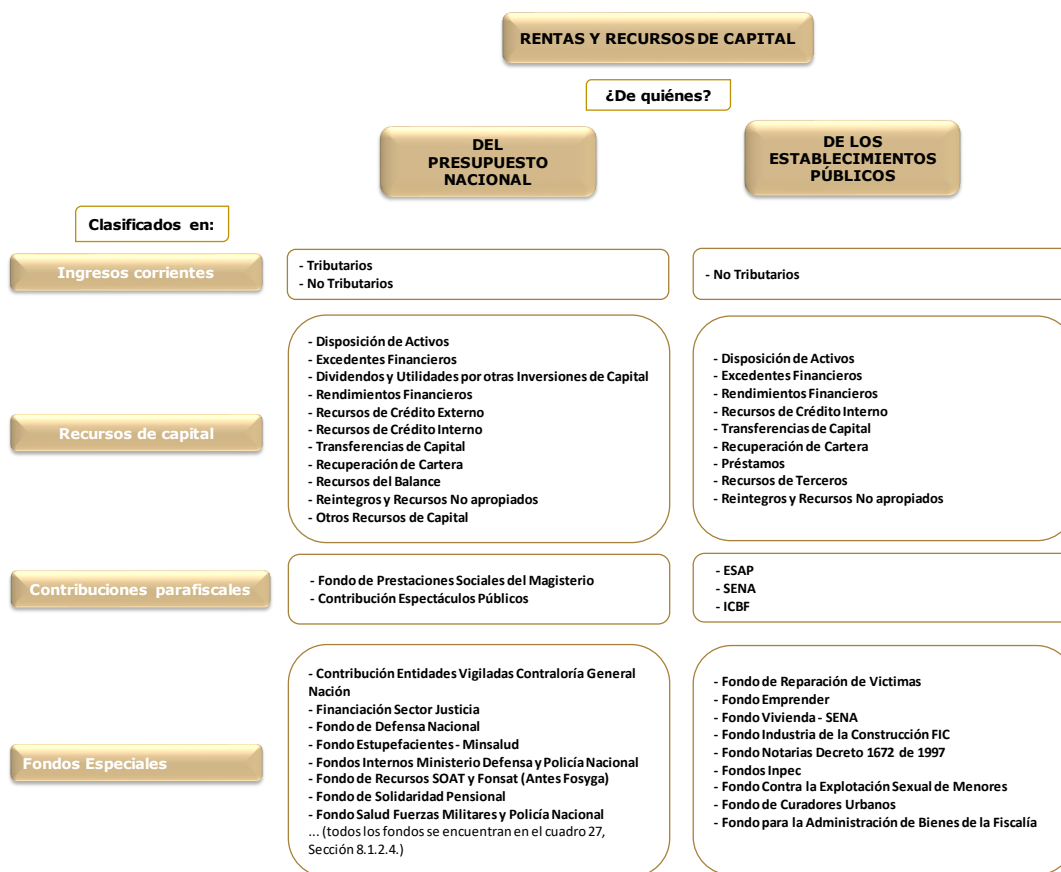 RENTAS Y RECURSOS DE CAPITAL
¿De quiénes?
DEL
PRESUPUESTO
NACIONAL
DE LOS
ESTABLECIMIENTOS
PÚBLICOS
Clasificados en:
Ingresos corrientes
- Tributarios
- No Tributarios
- No Tributarios
Recursos de capital
- Disposición de Activos
- Excedentes Financieros
- Dividendos y Utilidades por otras Inversiones de Capital
- Rendimientos Financieros
- Recursos de Crédito Externo
- Recursos de Crédito Interno
- Transferencias de Capital
- Recuperación de Cartera
- Recursos del Balance
- Reintegros y Recursos No apropiados
- Otros Recursos de Capital
- Disposición de Activos
- Excedentes Financieros
- Rendimientos Financieros
- Recursos de Crédito Interno
- Transferencias de Capital
- Recuperación de Cartera
- Préstamos
- Recursos de Terceros
- Reintegros y Recursos No apropiados
Contribuciones parafiscales
- Fondo de Prestaciones Sociales del Magisterio
- Contribución Espectáculos Públicos
- ESAP
- SENA
- ICBF
Fondos Especiales
- Contribución Entidades Vigiladas Contraloría General
Nación
- Financiación Sector Justicia
- Fondo de Defensa Nacional
- Fondo Estupefacientes - Minsalud
- Fondos Internos Ministerio Defensa y Policía Nacional
- Fondo de Recursos SOAT y Fonsat (Antes Fosyga)
- Fondo de Solidaridad Pensional
- Fondo Salud Fuerzas Militares y Policía Nacional
... (todos los fondos se encuentran en el cuadro 27,
Sección 8.1.2.4.)
- Fondo de Reparación de Victimas
- Fondo Emprender
- Fondo Vivienda - SENA
- Fondo Industria de la Construcción FIC
- Fondo Notarias Decreto 1672 de 1997
- Fondos Inpec
- Fondo Contra la Explotación Sexual de Menores
- Fondo de Curadores Urbanos
- Fondo para la Administración de Bienes de la Fiscalía